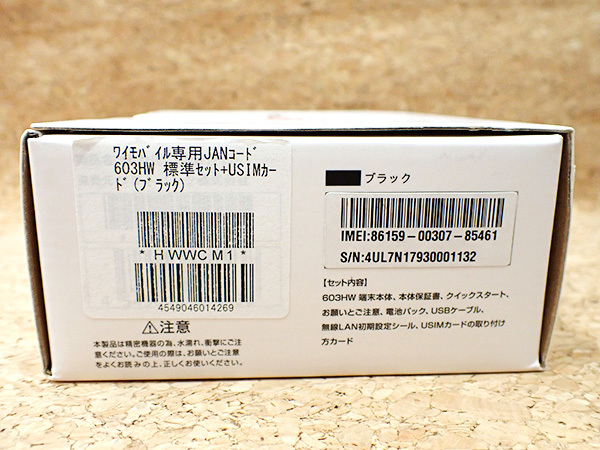 ﾜｲﾓﾊﾞｲﾙ専用JANｺｰﾄﾞ
603HW 標準ｾｯﾄ+USIMｶｰ
ﾄﾞ(ﾌﾞﾗｯｸ)
* HWWCM1 *
4549046014269
⚠注意
本製品は精密機器の為、水濡れ、衝撃にご注
意ください。ご使用の際は、お願いとご注意
をよくお読みの上、正しくお使いください。
ブラック
IMEI:86159-00307-85461
S/N:4UL7N17930001132
【セット内容】
603HW 端末本体、本体保証書、クイックスタート、
お願いとご注意、電池パック、USBケーブル、
無線LAN初期設定シール、USIMカードの取り付け
方カード